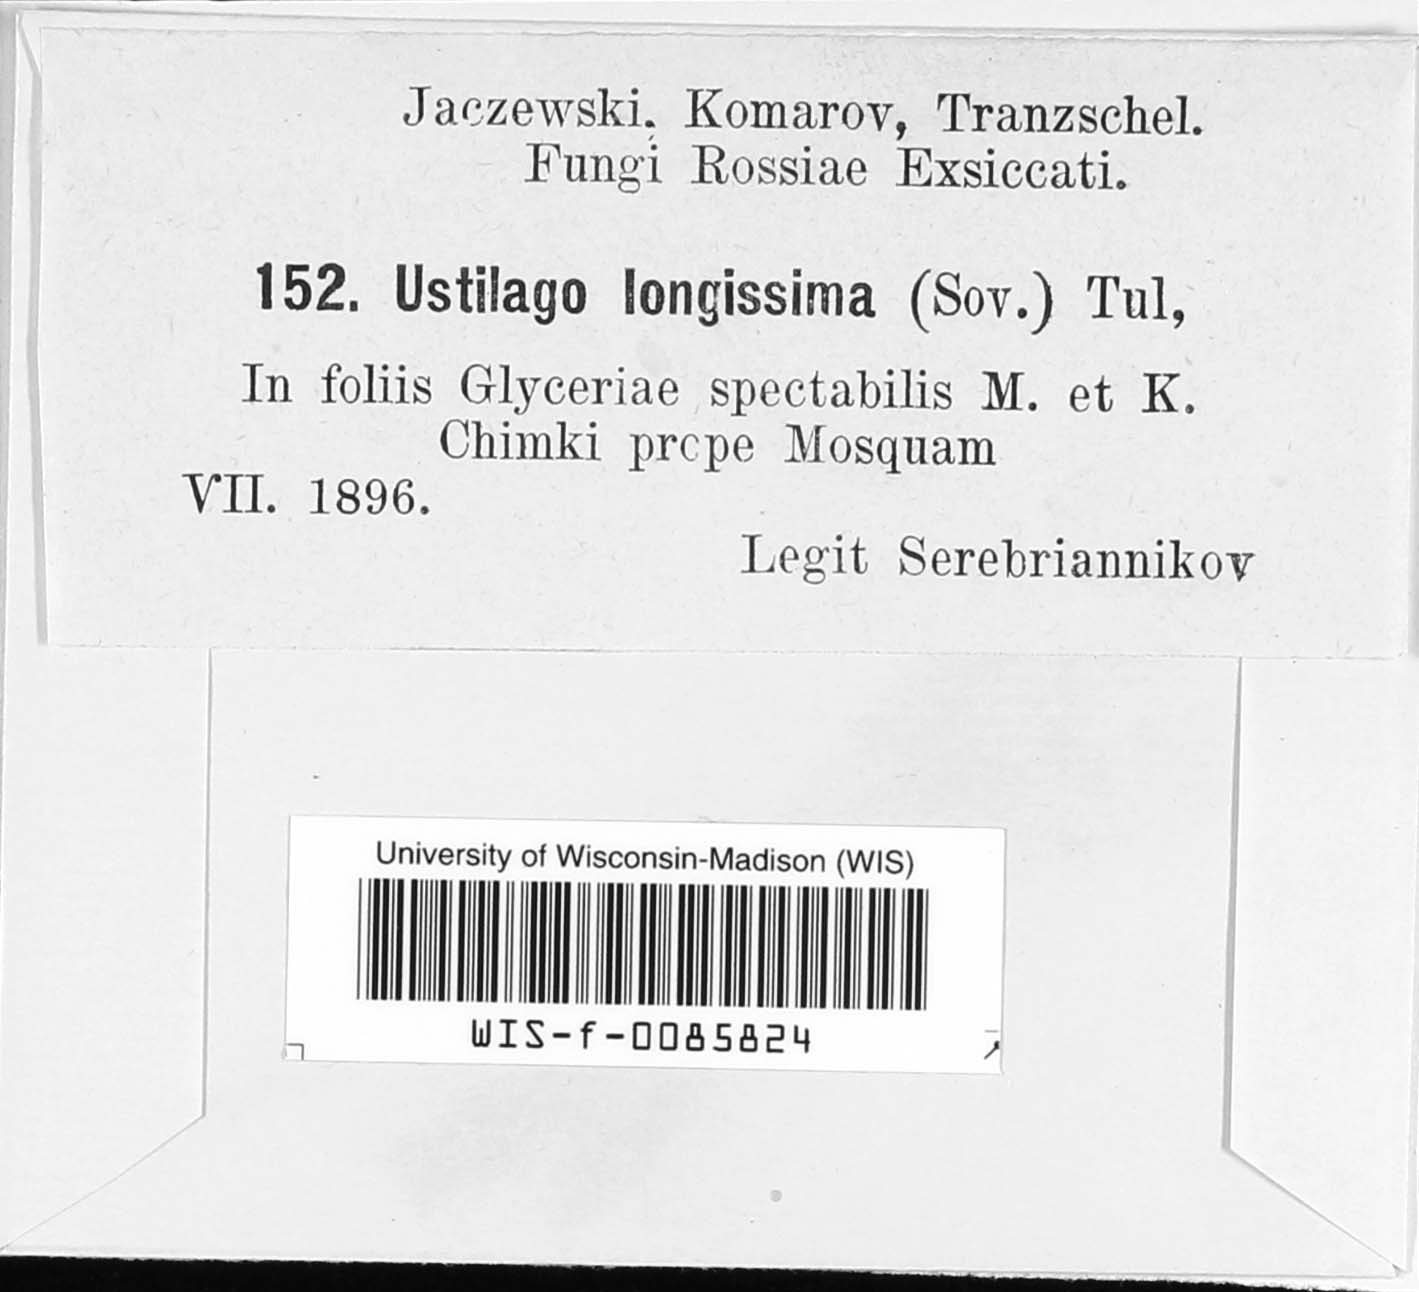 Jaczewski. Komarov, Tranzschel.
Fungi Rossiae Exsiccati.
152. Ustilago longissima (Sov.) Tul,
In foliis Glyceriae spectabilis M. et K.
Chimki prcpe Mosquam
VII. 1896.
Legit Serebriannikov
University of Wisconsin-Madison (WIS)
WIS-f-0085824